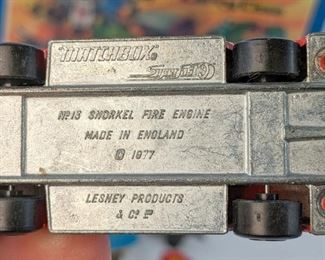 MATCHBOX
Superfast
No 13 SNORKEL FIRE ENGINE
MADE IN ENGLAND
© 1977
LESNEY PRODUCTS
& Co LTD